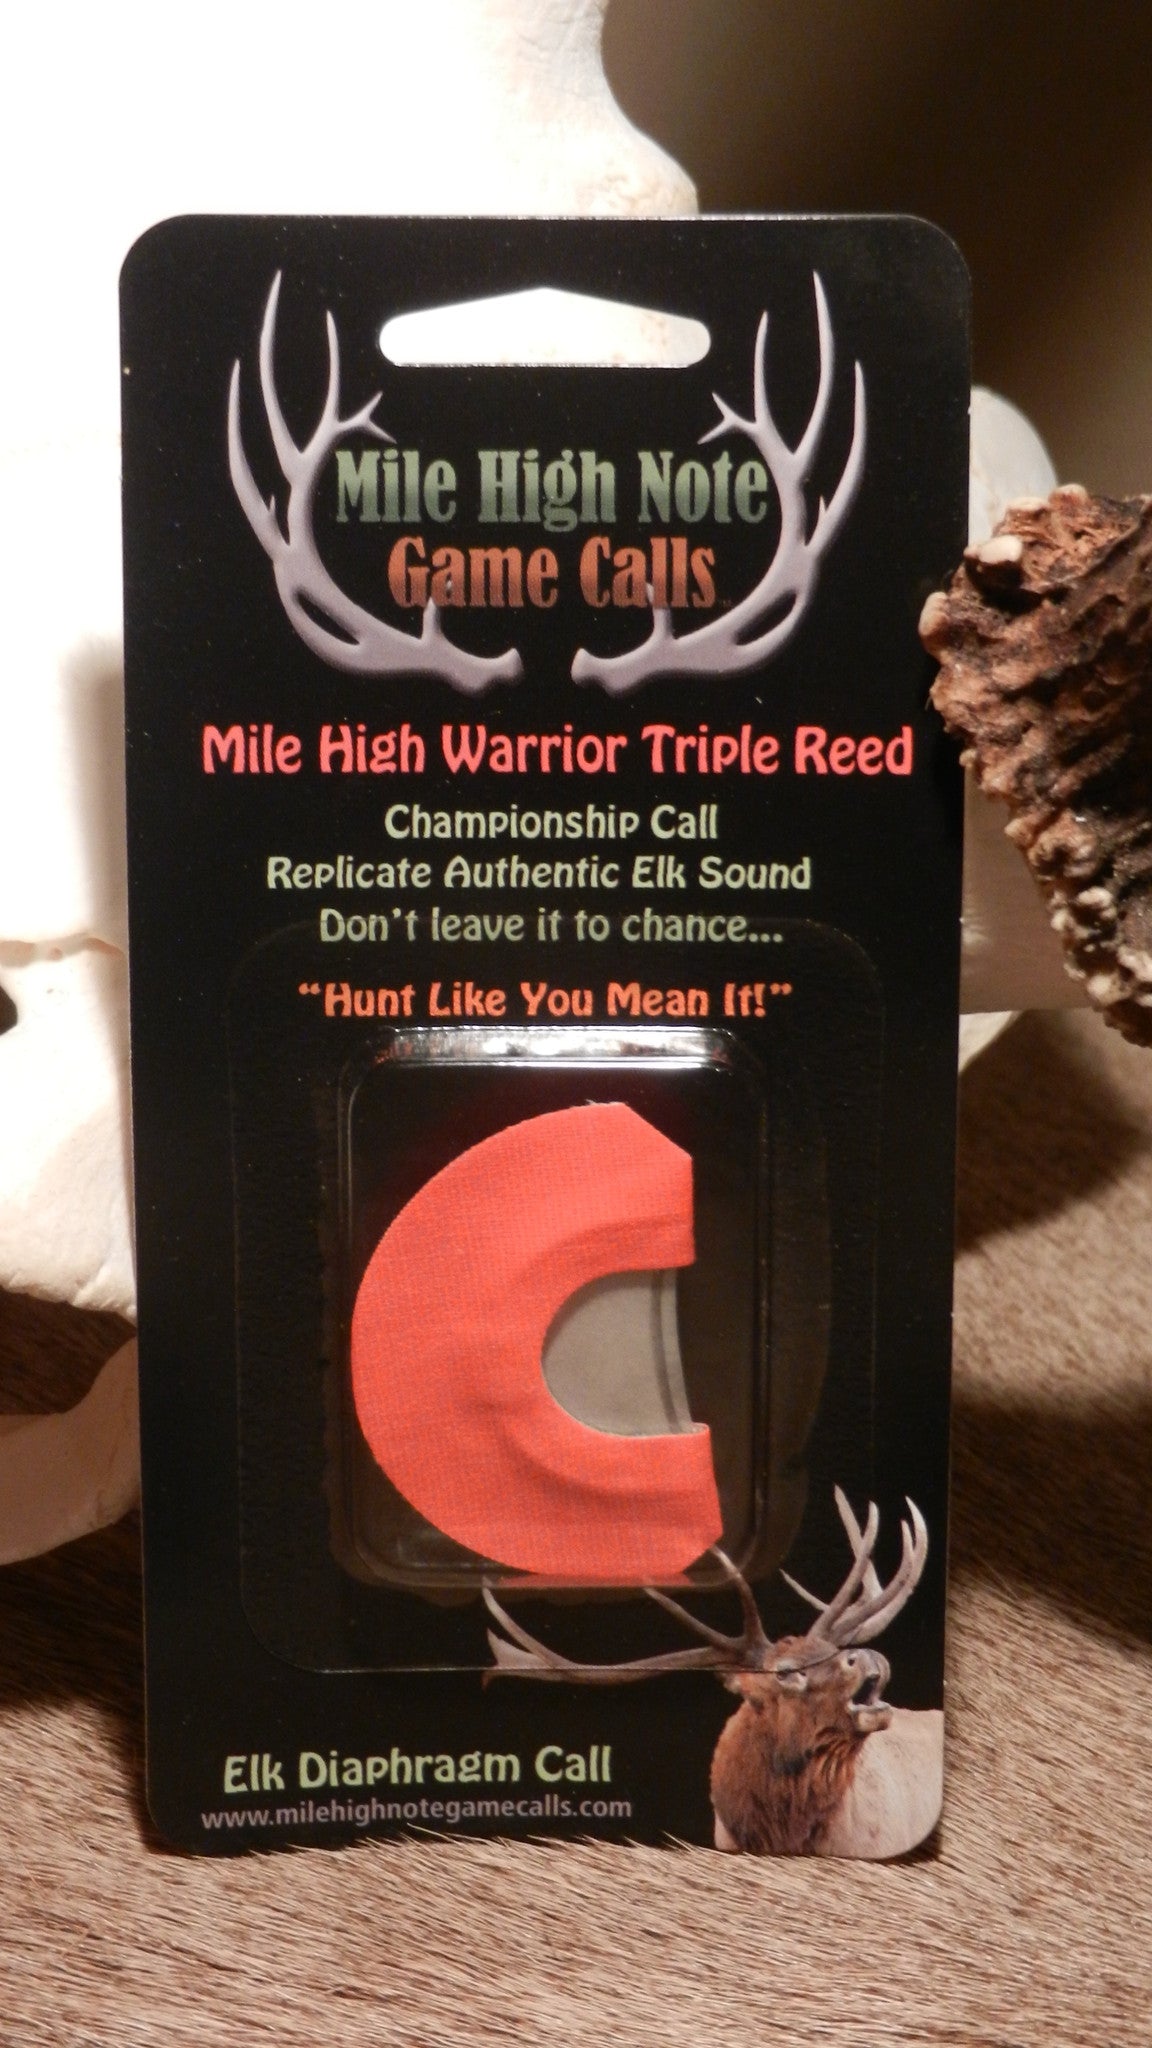 Mile High Note
Game Calls
Mile High Warrior Triple Reed
Championship Call
Replicate Authentic Elk Sound
Don't leave it to chance...
“Hunt Like You Mean It!”
Elk Diaphragm Call
www.milehighnotegamecalls.com